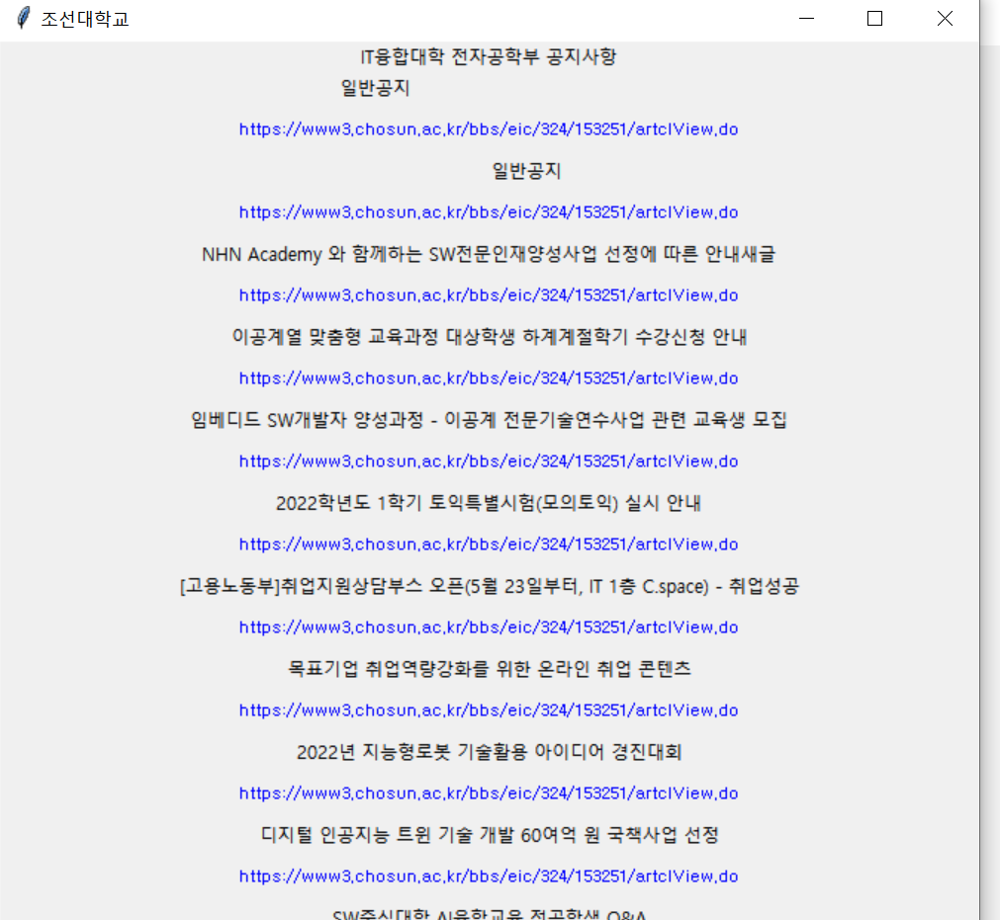 조선대학교
IT융합대학 전자공학부 공지사항
일반공지
https://www3.chosun.ac.kr/bbs/eic/324/153251/artclView.do
일반공지
https://www3.chosun.ac.kr/bbs/eic/324/153251/artclView.do
NHN Academy 와 함께하는 SW전문인재양성사업 선정에 따른 안내새글
https://www3.chosun.ac.kr/bbs/eic/324/153251/artclView.do
이공계열 맞춤형 교육과정 대상학생 하계계절학기 수강신청 안내
https://www3.chosun.ac.kr/bbs/eic/324/153251/artclView.do
임베디드 SW개발자 양성과정 - 이공계 전문기술연수사업 관련 교육생 모집
https://www3.chosun.ac.kr/bbs/eic/324/153251/artclView.do
2022학년도 1학기 토익특별시험(모의토익) 실시 안내
https://www3.chosun.ac.kr/bbs/eic/324/153251/artclView.do
[고용노동부]취업지원상담부스 오픈(5월 23일부터, IT 1층 C.space) - 취업성공
https://www3.chosun.ac.kr/bbs/eic/324/153251/artclView.do
목표기업 취업역량강화를 위한 온라인 취업 콘텐츠
https://www3.chosun.ac.kr/bbs/eic/324/153251/artclView.do
2022년 지능형로봇 기술활용 아이디어 경진대회
https://www3.chosun.ac.kr/bbs/eic/324/153251/artclView.do
디지털 인공지능 트윈 기술 개발 60여억 원 국책사업 선정
https://www3.chosun.ac.kr/bbs/eic/324/153251/artclView.do
SW중심대학 AI융합교육 전공학생 Q&A